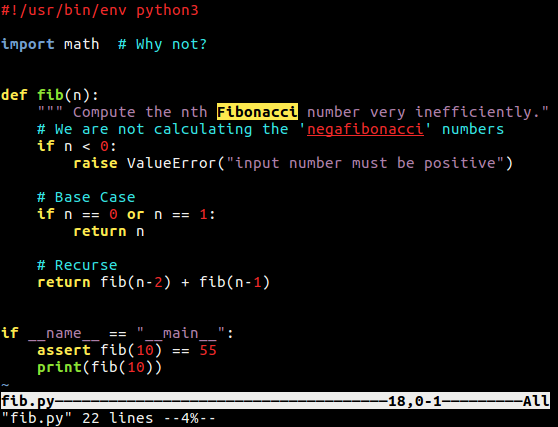 #!/usr/bin/env python3

import math  # Why not?


def fib(n):
    """ Compute the nth Fibonacci number very inefficiently."
    # We are not calculating the 'negafibonacci' numbers
    if n < 0:
        raise ValueError("input number must be positive")

    # Base Case
    if n == 0 or n == 1:
        return n

    # Recurse
    return fib(n-2) + fib(n-1)


if __name__ == "__main__":
    assert fib(10) == 55
    print(fib(10))
~
fib.py 18,0-1 All
"fib.py" 22 lines --4%--